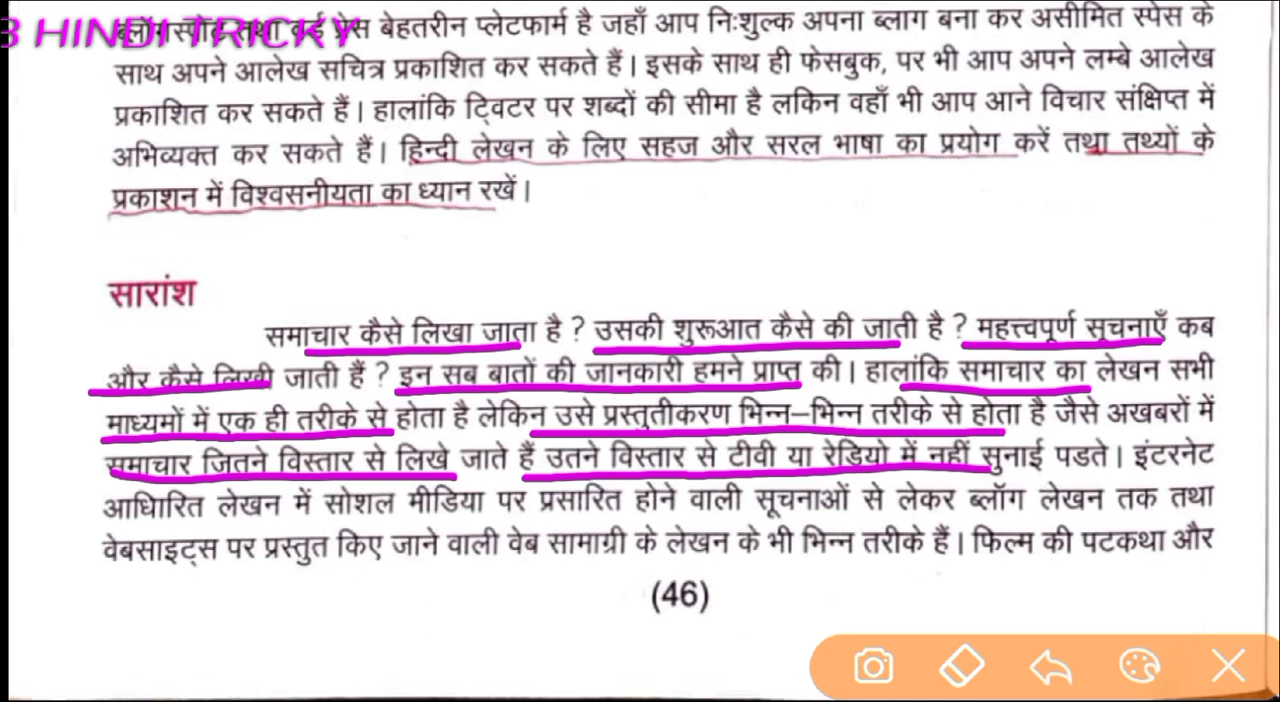 3 HINDI TRICKY
बेहतरीन प्लेटफार्म है जहाँ आप निःशुल्क अपना ब्लाग बना कर असीमित स्पेस के
साथ अपने आलेख सचित्र प्रकाशित कर सकते हैं। इसके साथ ही फेसबुक, पर भी आप अपने लम्बे आलेख
प्रकाशित कर सकते हैं। हालांकि ट्विटर पर शब्दों की सीमा है लकिन वहाँ भी आप आने विचार संक्षिप्त में
अभिव्यक्त कर सकते हैं। हिन्दी लेखन के लिए सहज और सरल भाषा का प्रयोग करें तथा तथ्यों के
प्रकाशन में विश्वसनीयता का ध्यान रखें।
सारांश
समाचार कैसे लिखा जाता है ? उसकी शुरूआत कैसे की जाती है ? महत्त्वपूर्ण सूचनाएँ कब
और कैसे लिखी जाती हैं ? इन सब बातों की जानकारी हमने प्राप्त की। हालांकि समाचार का लेखन सभी
माध्यमों में एक ही तरीके से होता है लेकिन उसे प्रस्तुतीकरण भिन्न–भिन्न तरीके से होता है जैसे अखबरों में
समाचार जितने विस्तार से लिखे जाते हैं उतने विस्तार से टीवी या रेडियो में नहीं सुनाई पडते। इंटरनेट
आधािरित लेखन में सोशल मीडिया पर प्रसारित होने वाली सूचनाओं से लेकर ब्लॉग लेखन तक तथा
वेबसाइट्स पर प्रस्तुत किए जाने वाली वेब सामाग्री के लेखन के भी भिन्न तरीके हैं। फिल्म की पटकथा और
(46)